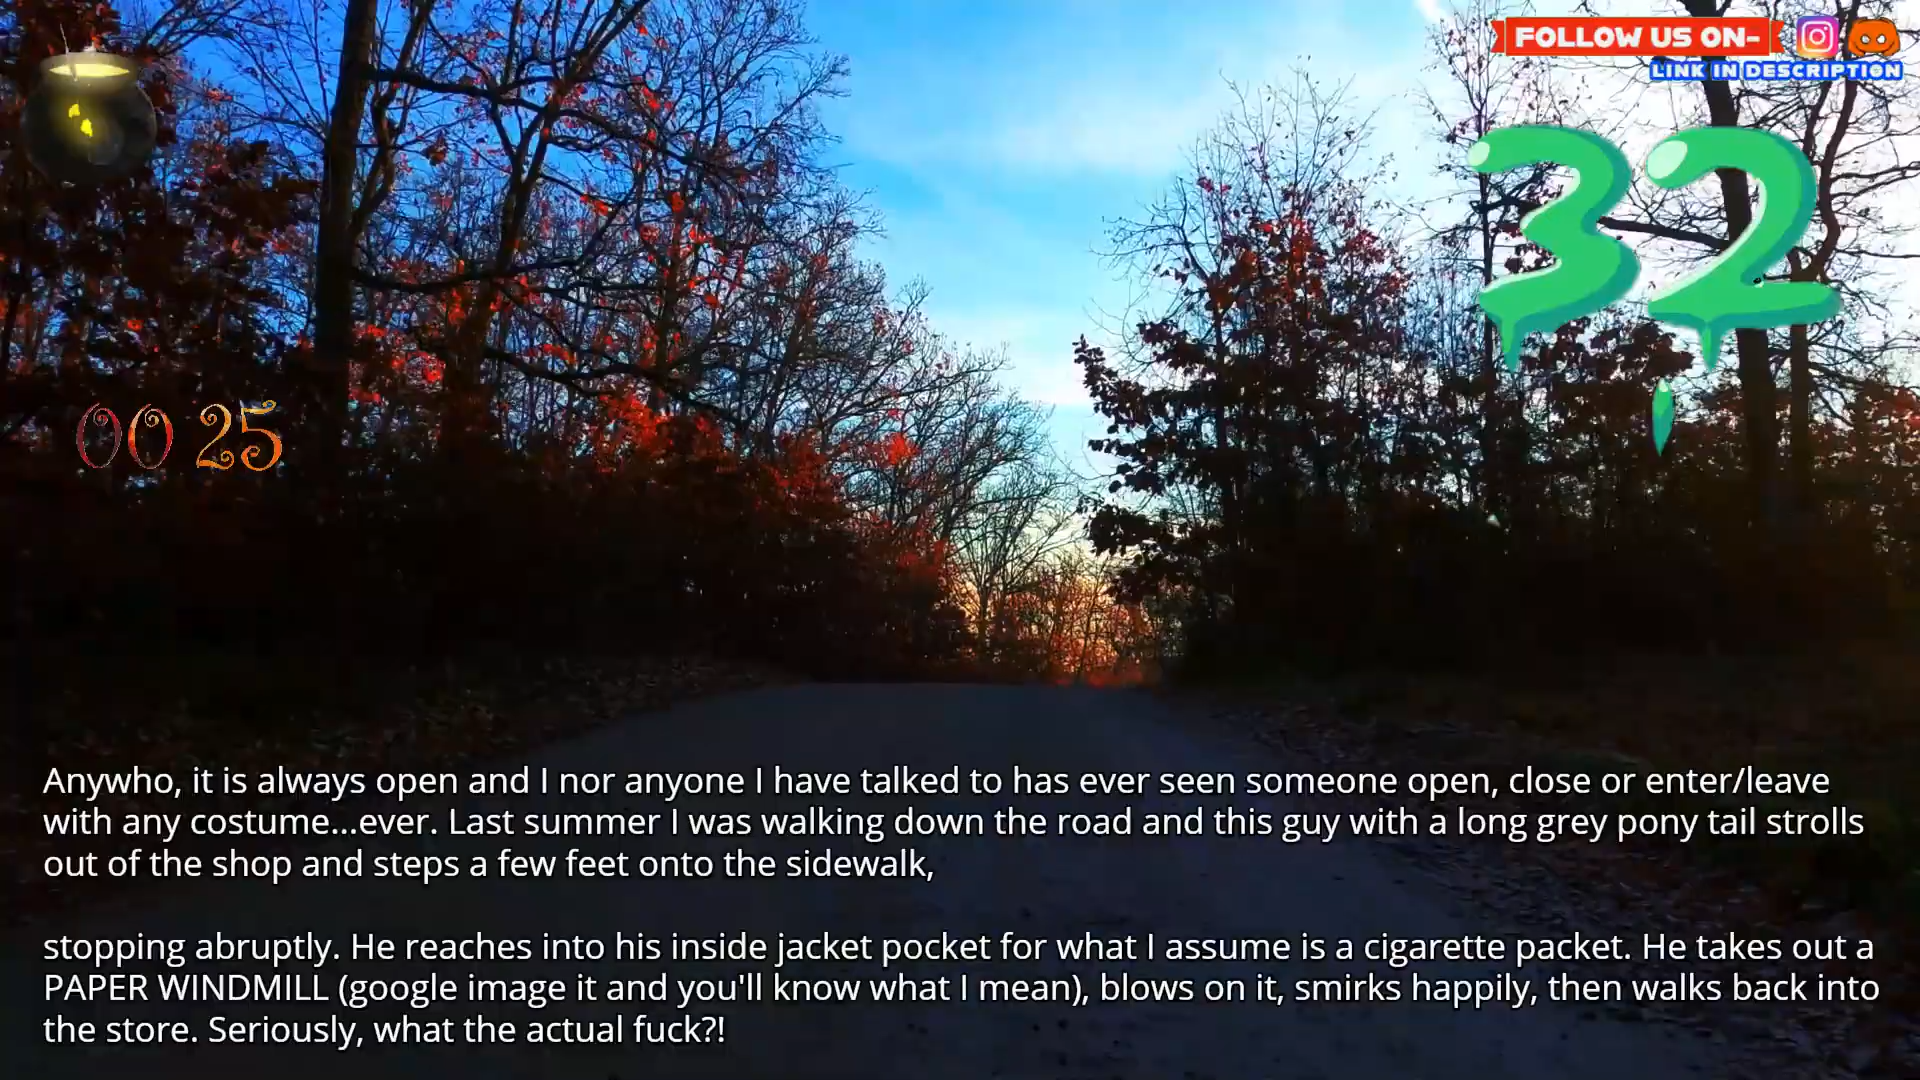 FOLLOW US ON-
LINK IN DESCRIPTION
32
00 25
Anywho, it is always open and I nor anyone I have talked to has ever seen someone open, close or enter/leave
with any costume...ever. Last summer I was walking down the road and this guy with a long grey pony tail strolls
out of the shop and steps a few feet onto the sidewalk,
stopping abruptly. He reaches into his inside jacket pocket for what I assume is a cigarette packet. He takes out a
PAPER WINDMILL (google image it and you'll know what I mean), blows on it, smirks happily, then walks back into
the store. Seriously, what the actual fuck?!